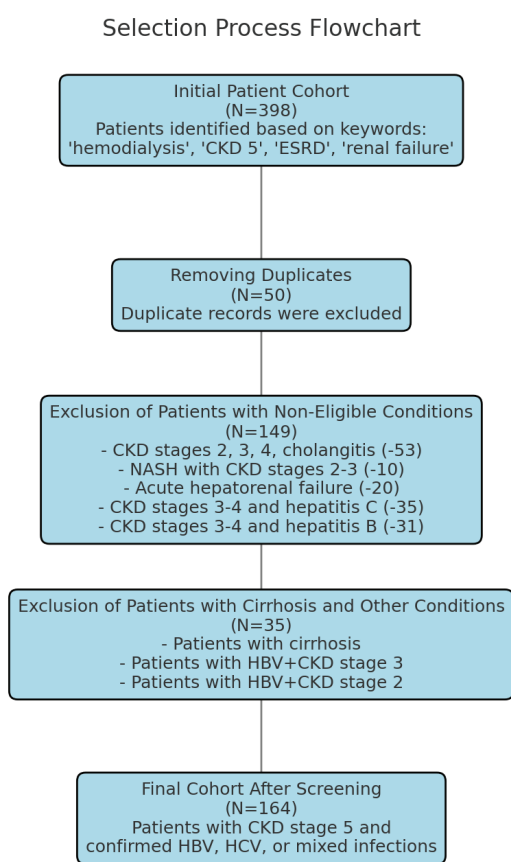 Selection Process Flowchart
Initial Patient Cohort
(N=398)
Patients identified based on keywords:
'hemodialysis', 'CKD 5', 'ESRD', 'renal failure'
Removing Duplicates
(N=50)
Duplicate records were excluded
Exclusion of Patients with Non-Eligible Conditions
(N=149)
- CKD stages 2, 3, 4, cholangitis (-53)
- NASH with CKD stages 2-3 (-10)
- Acute hepatorenal failure (-20)
- CKD stages 3-4 and hepatitis C (-35)
- CKD stages 3-4 and hepatitis B (-31)
Exclusion of Patients with Cirrhosis and Other Conditions
(N=35)
- Patients with cirrhosis
- Patients with HBV+CKD stage 3
- Patients with HBV+CKD stage 2
Final Cohort After Screening
(N=164)
Patients with CKD stage 5 and
confirmed HBV, HCV, or mixed infections